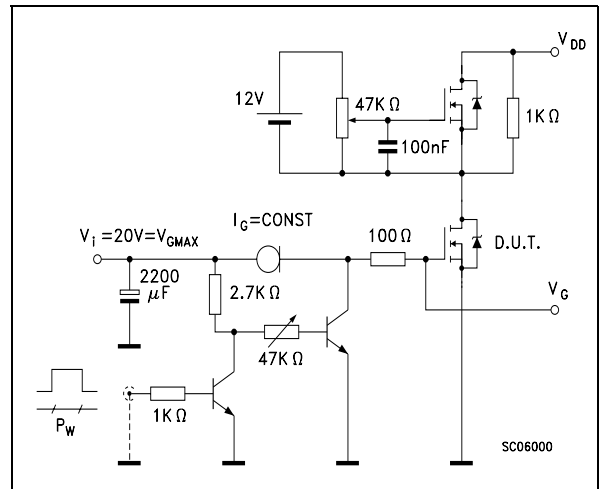 V_DD
12V
47K Ω
1K Ω
100nF
I_G=CONST
V_i =20V=V_GMAX
100 Ω
D.U.T.
2200
μF
2.7K Ω
V_G
47K Ω
1K Ω
P_W
SC06000